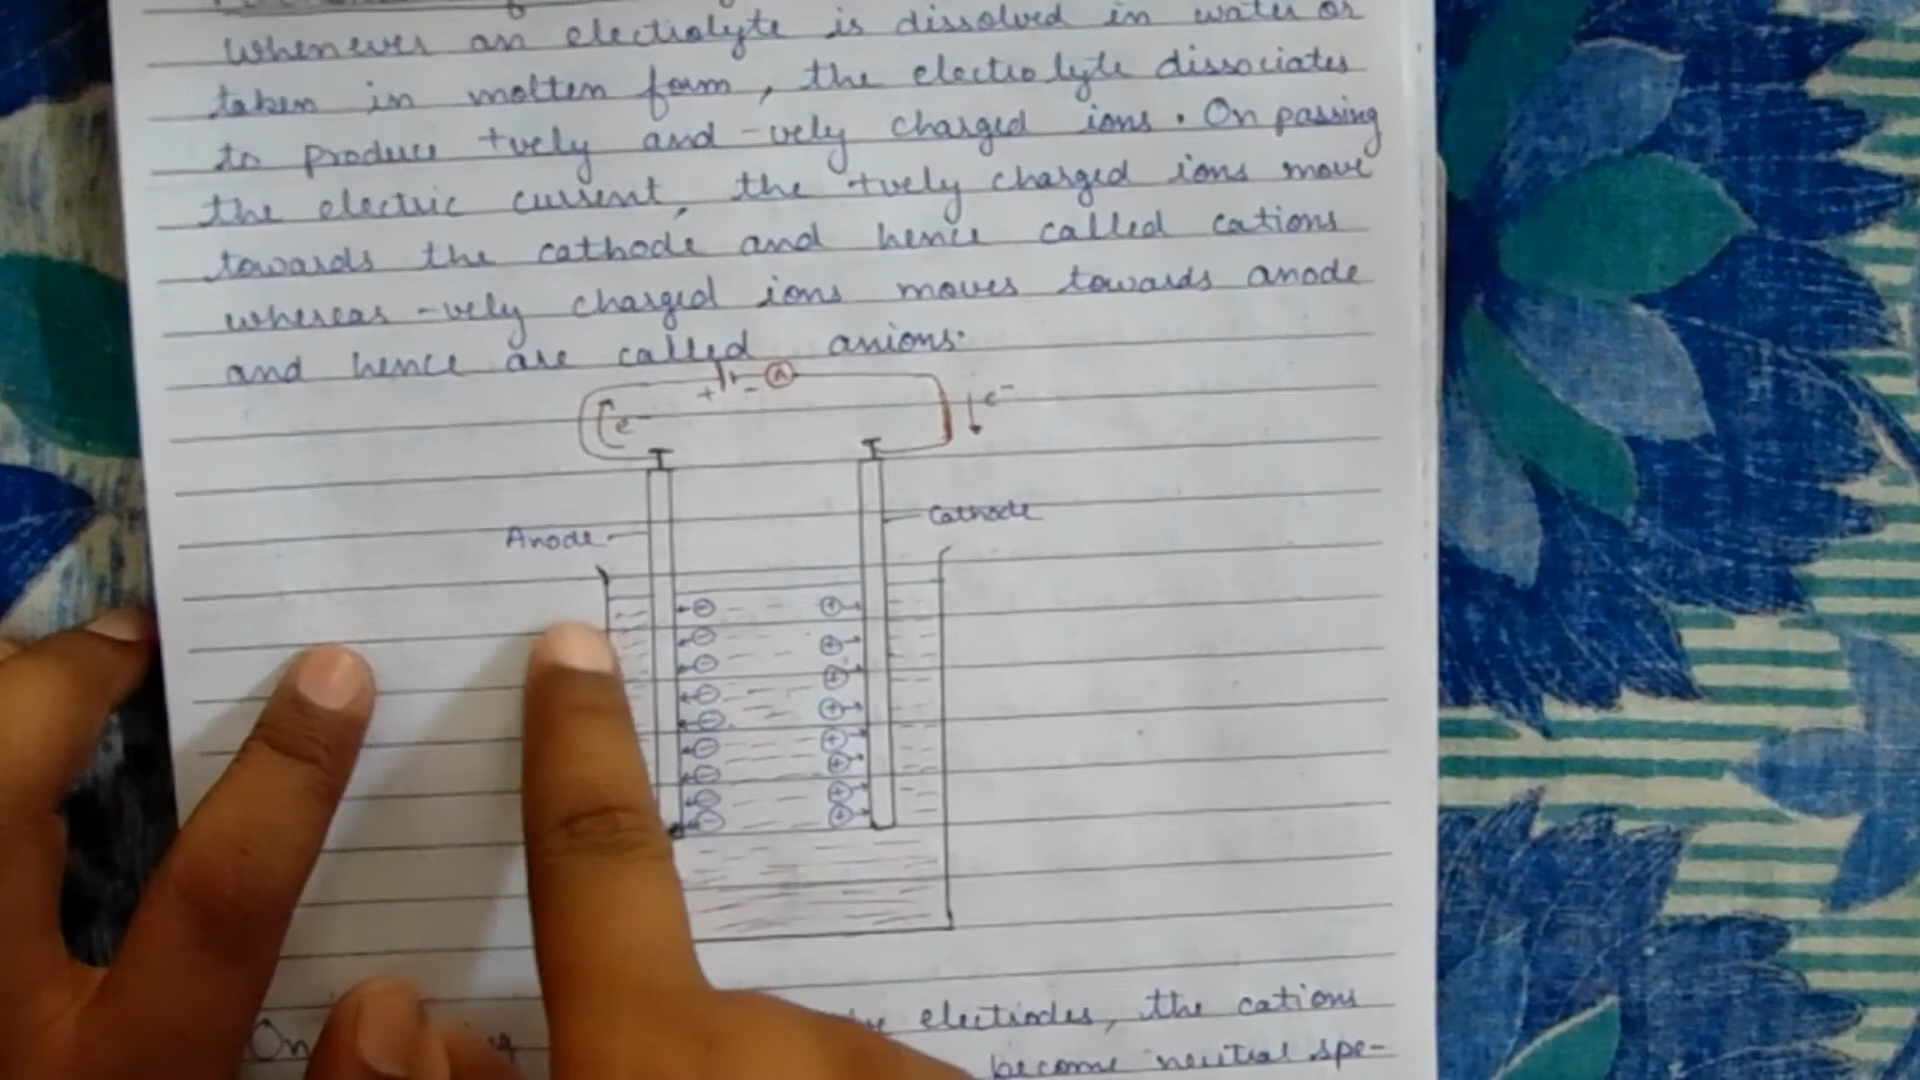 whenever an electrolyte is dissolved in water or
taken in molten form, the electrolyte dissociates
to produce +vely and -vely charged ions. On passing
the electric current, the +vely charged ions move
towards the cathode and hence called cations
whereas -vely charged ions moves towards anode
and hence are called anions.
+ - A
e- e-
Cathode
Anode
electrodes, the cations
On
become neutral spe-